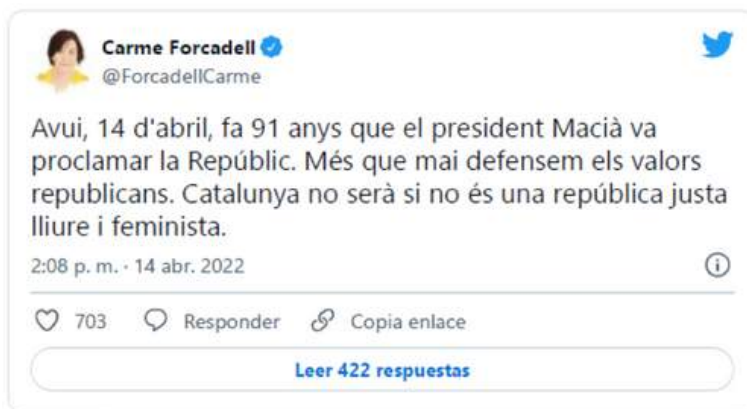 Carme Forcadell
@ForcadellCarme
Avui, 14 d'abril, fa 91 anys que el president Macià va
proclamar la Repúblic. Més que mai defensem els valors
republicans. Catalunya no serà si no és una república justa
lliure i feminista.
2:08 p. m. · 14 abr. 2022
703 Responder Copia enlace
Leer 422 respuestas